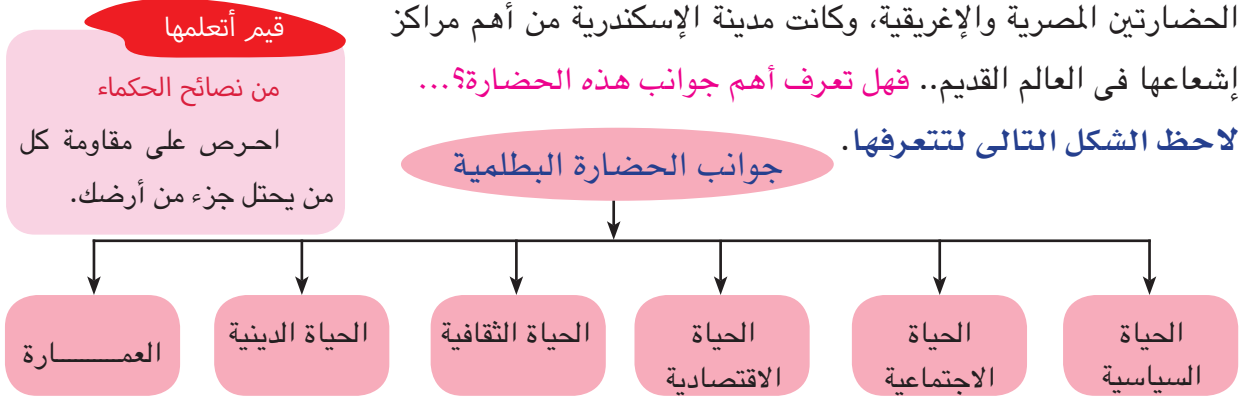 الحضارتين المصرية والإغريقية، وكانت مدينة الإسكندرية من أهم مراكز
إشعاعها فى العالم القديم.. فهل تعرف أهم جوانب هذه الحضارة؟...
لاحظ الشكل التالى لتتعرفها.
قيم أتعلمها
من نصائح الحكماء
احرص على مقاومة كل
من يحتل جزء من أرضك.
جوانب الحضارة البطلمية
الحياة
السياسية
الحياة
الاجتماعية
الحياة
الاقتصادية
الحياة الثقافية
الحياة الدينية
العمـــــــــارة